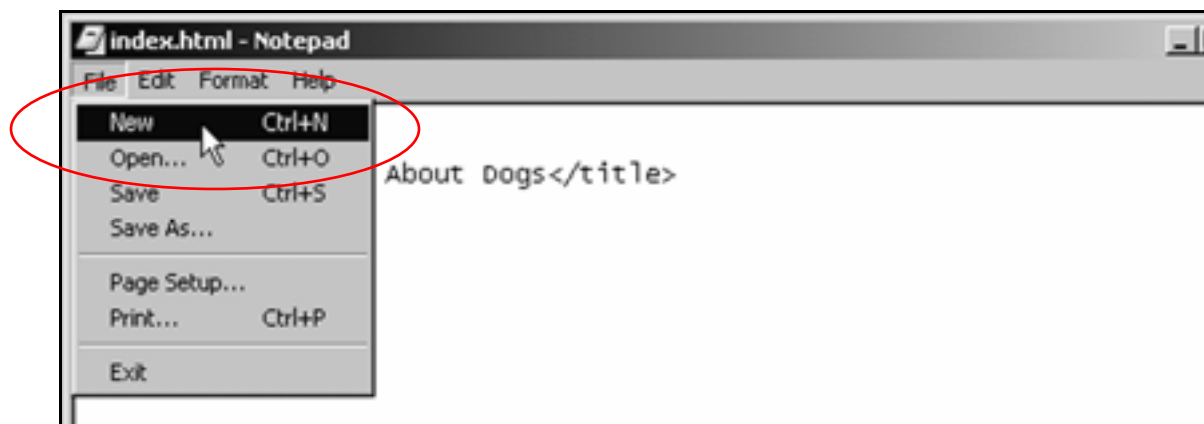 index.html - Notepad
File Edit Format Help
New Ctrl+N
Open... Ctrl+O
About Dogs</title>
Save Ctrl+S
Save As...
Page Setup...
Print... Ctrl+P
Exit